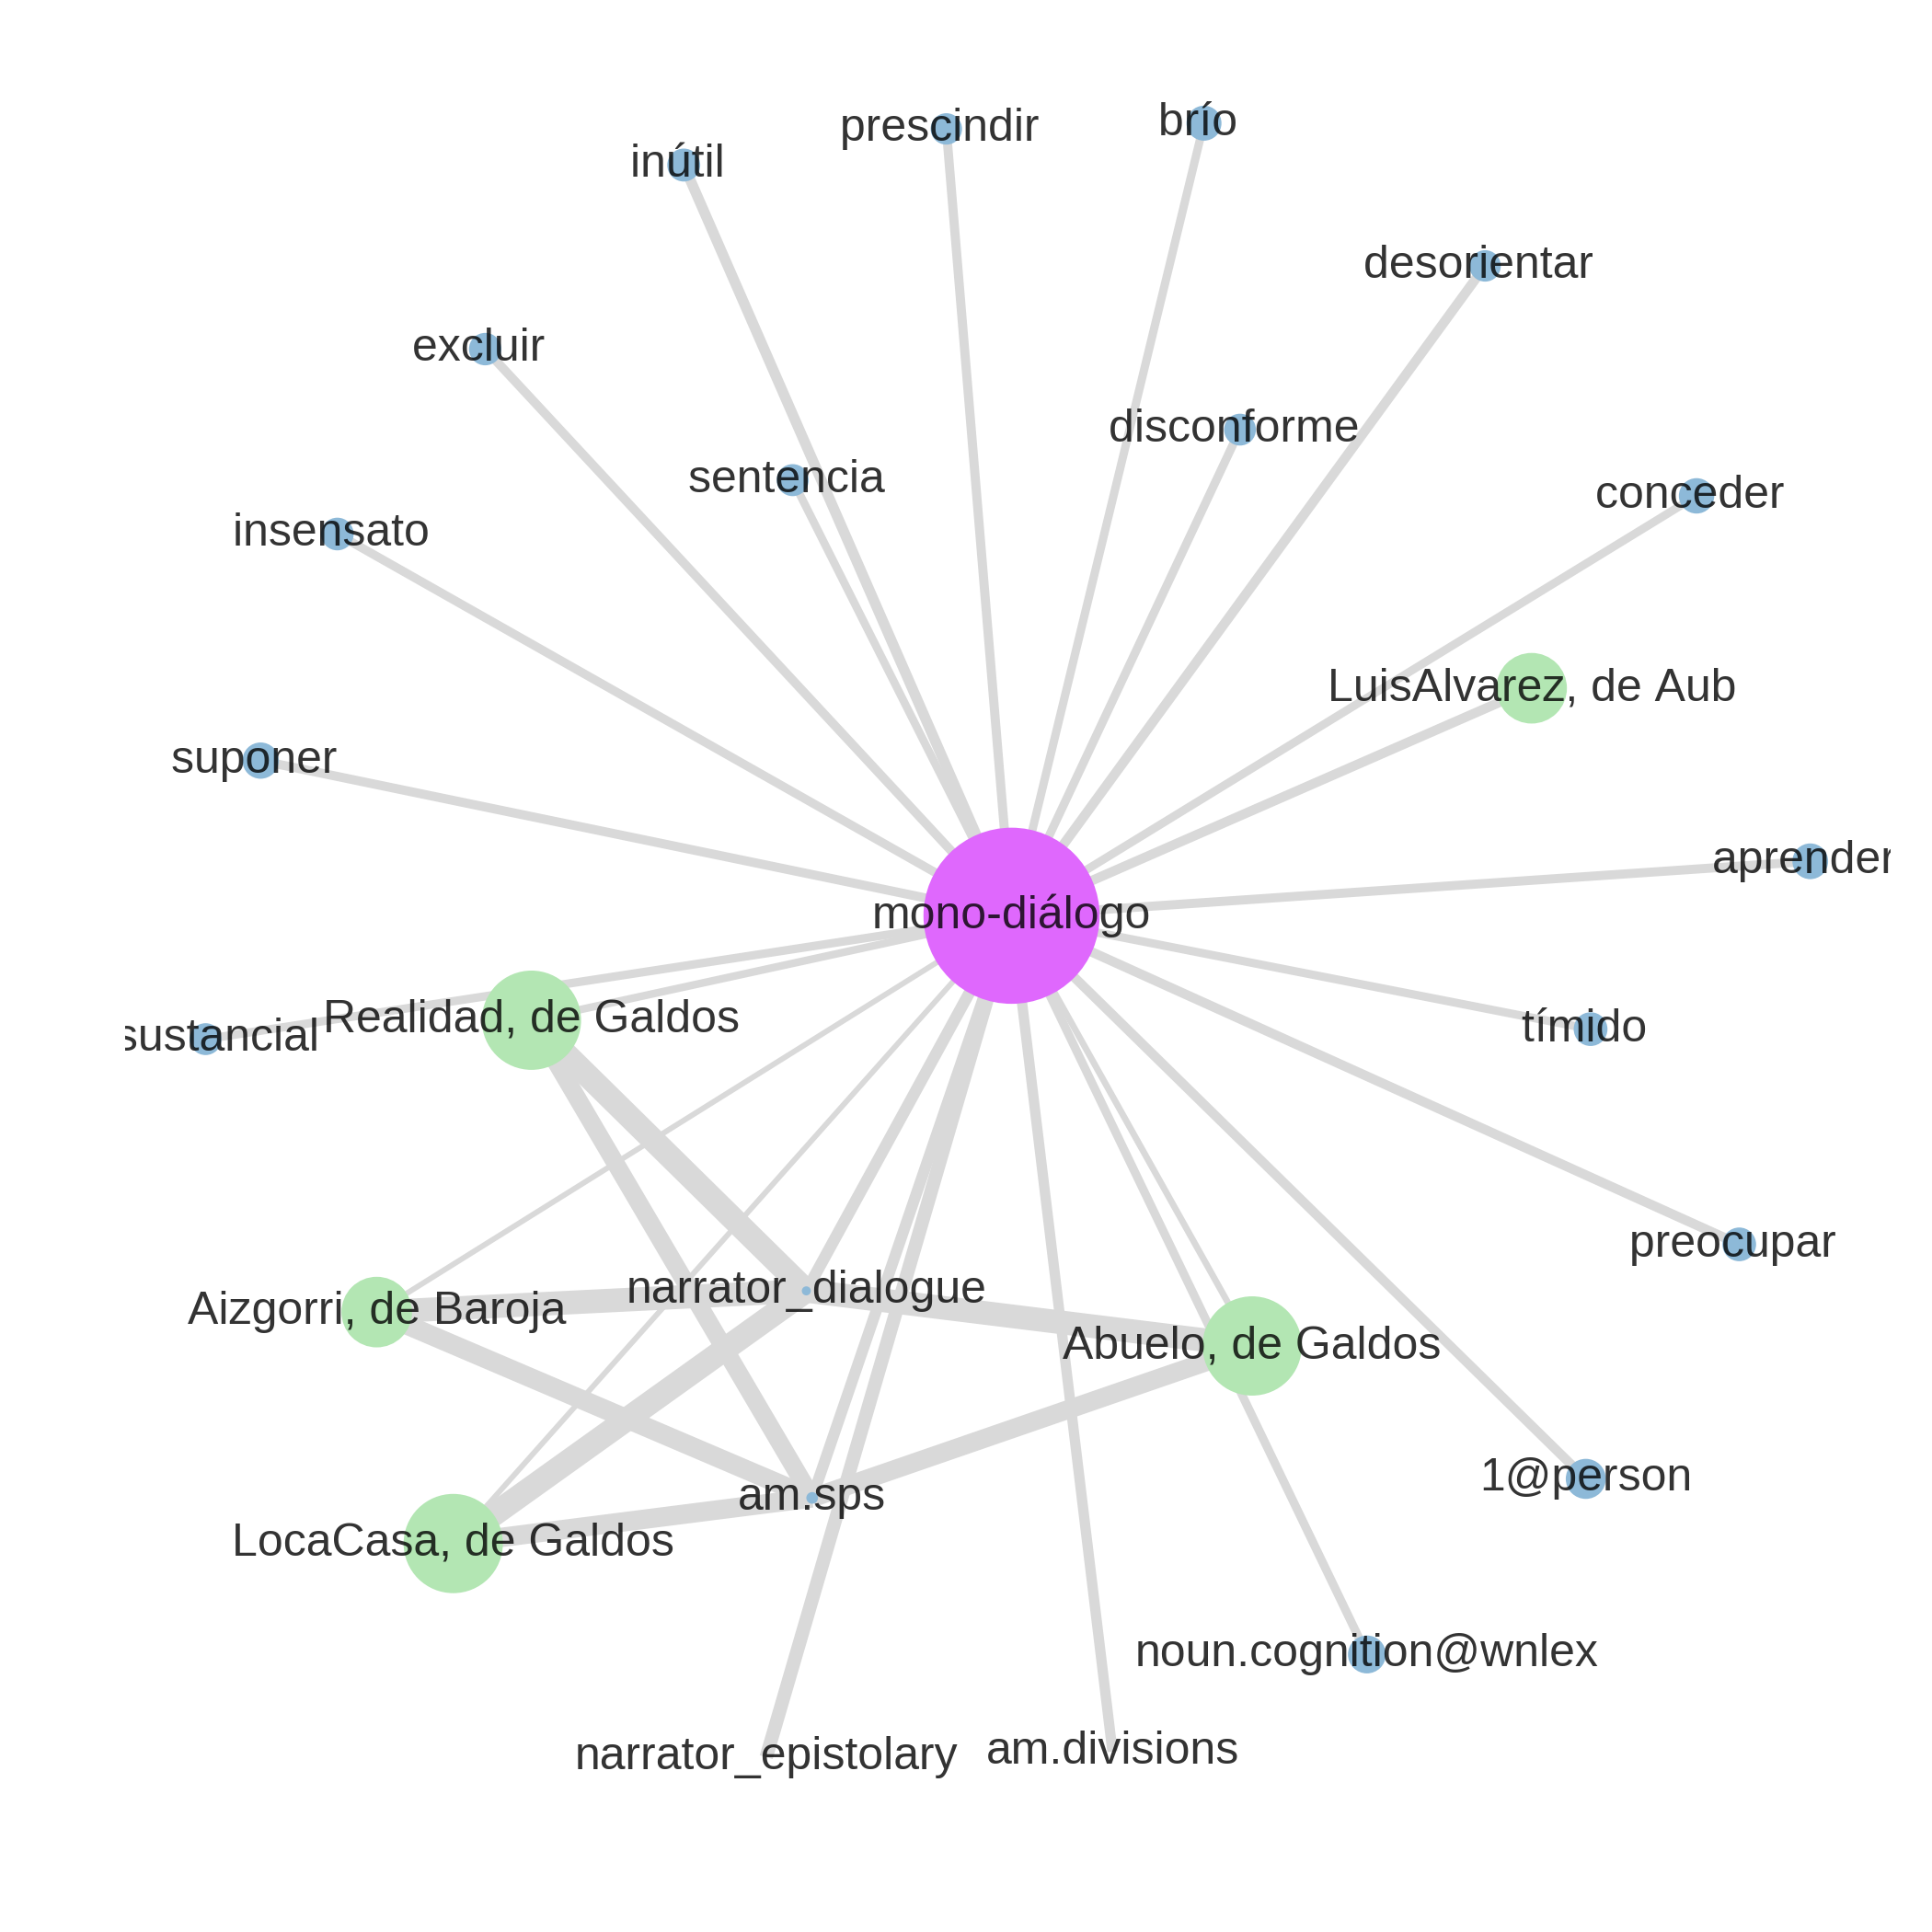 brío
prescindir
inútil
desorientar
excluir
disconforme
sentencia
conceder
insensato
LuisAlvarez, de Aub
suponer
aprender
mono-diálogo
Realidad, de Galdos
tímido
sustancial
preocupar
narrator_dialogue
Aizgorri, de Baroja
Abuelo, de Galdos
1@person
am.sps
LocaCasa, de Galdos
noun.cognition@wnlex
am.divisions
narrator_epistolary